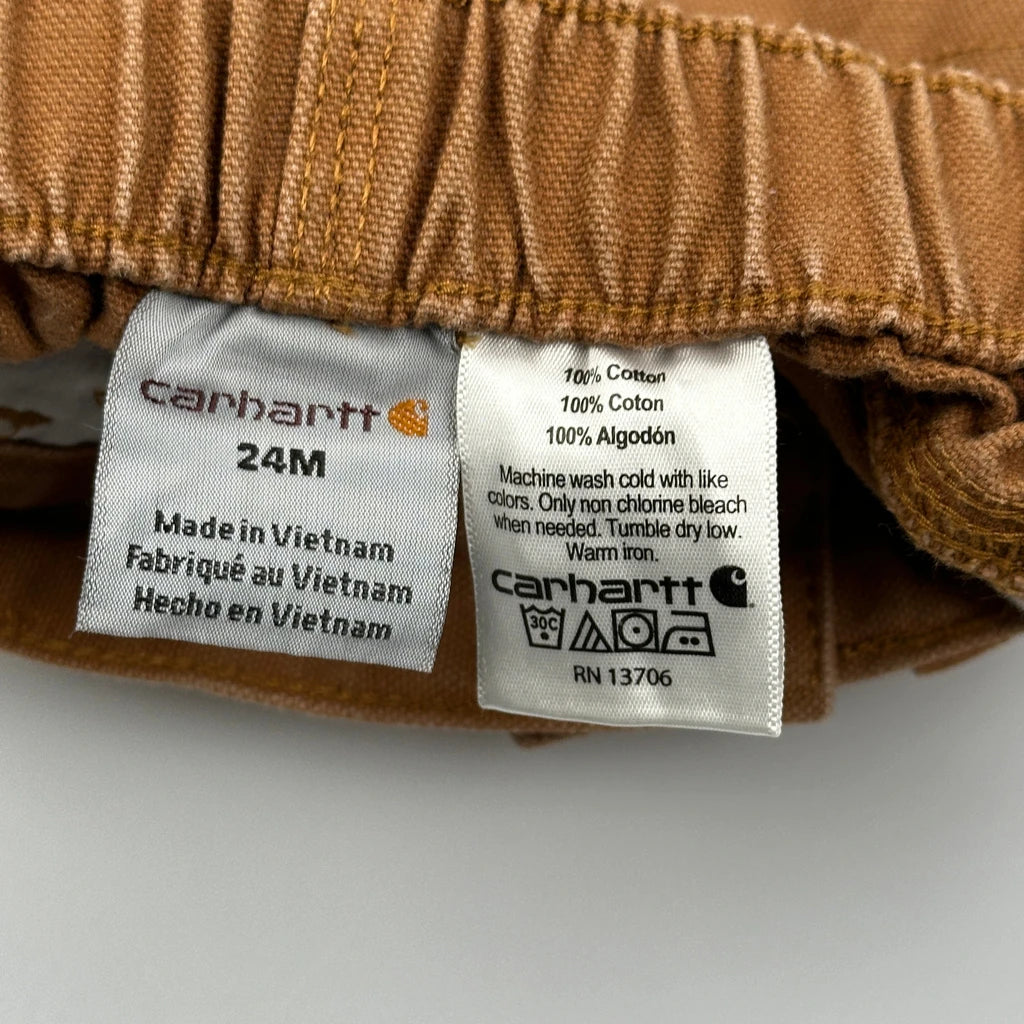 carhartt
24M
Made in Vietnam
Fabriqué au Vietnam
Hecho en Vietnam
100% Cotton
100% Coton
100% Algodón
Machine wash cold with like
colors. Only non chlorine bleach
when needed. Tumble dry low.
Warm iron.
carhartt
30C
RN 13706